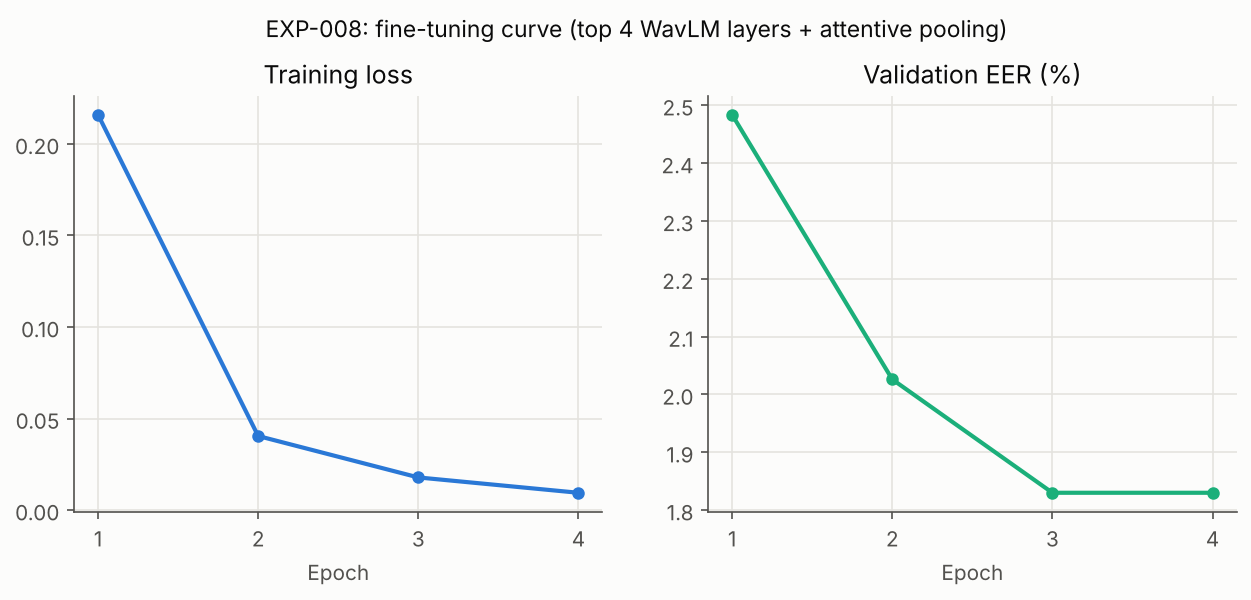 EXP-008: fine-tuning curve (top 4 WavLM layers + attentive pooling)
Training loss
0.20
0.15
0.10
0.05
0.00
1 2 3 4
Epoch
Validation EER (%)
2.5
2.4
2.3
2.2
2.1
2.0
1.9
1.8
1 2 3 4
Epoch